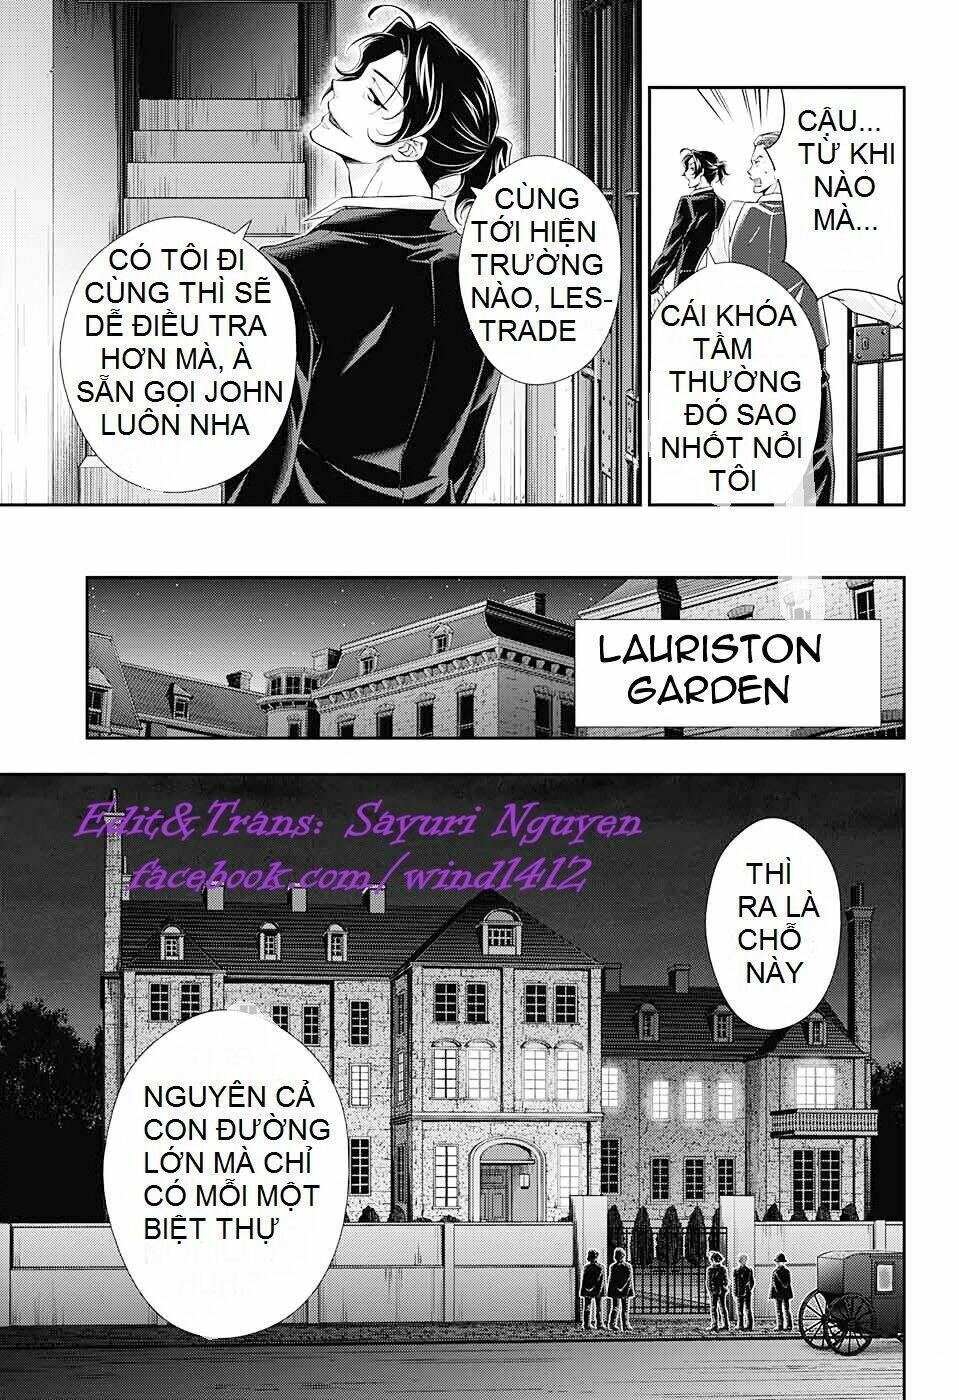 CẬU...
TỪ KHI
NÀO
MÀ...
CÁI KHÓA
TẦM
THƯỜNG
ĐÓ SAO
NHỐT NỔI
TÔI
CÙNG
TỚI HIỆN
TRƯỜNG
NÀO, LES-
TRADE
CÓ TÔI ĐI
CÙNG THÌ SẼ
DỄ ĐIỀU TRA
HƠN MÀ, À
SẴN GỌI JOHN
LUÔN NHA
LAURISTON
GARDEN
Edit&Trans: Sayuri Nguyen
facebook.com/wind1412
THÌ
RA LÀ
CHỖ
NÀY
NGUYÊN CẢ
CON ĐƯỜNG
LỚN MÀ CHỈ
CÓ MỖI MỘT
BIỆT THỰ